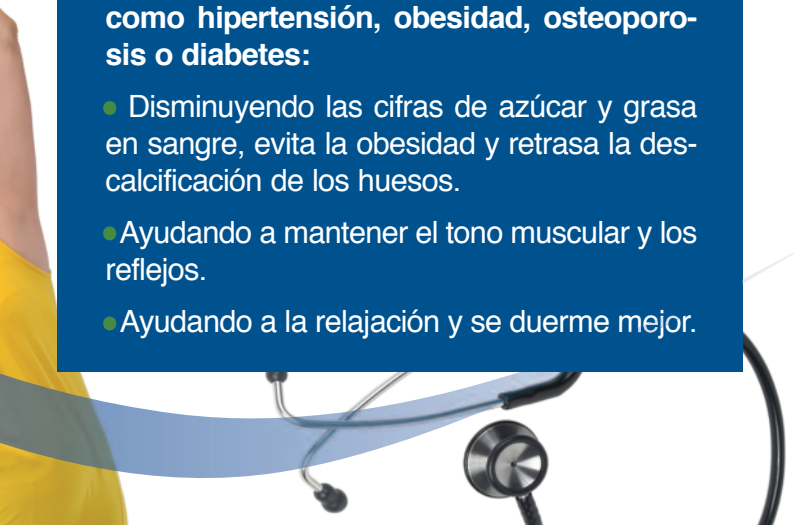 como hipertensión, obesidad, osteoporo-
sis o diabetes:
● Disminuyendo las cifras de azúcar y grasa
en sangre, evita la obesidad y retrasa la des-
calcificación de los huesos.
●Ayudando a mantener el tono muscular y los
reflejos.
●Ayudando a la relajación y se duerme mejor.